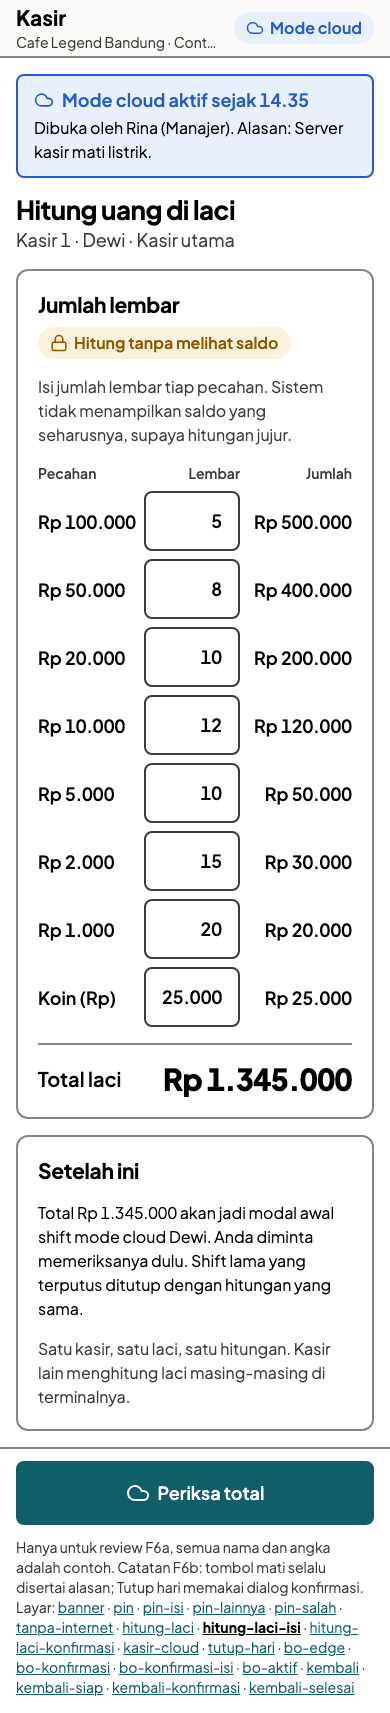 Kasir
Cafe Legend Bandung · Cont...
Mode cloud
Mode cloud aktif sejak 14.35
Dibuka oleh Rina (Manajer). Alasan: Server
kasir mati listrik.
Hitung uang di laci
Kasir 1 · Dewi · Kasir utama
Jumlah lembar
Hitung tanpa melihat saldo
Isi jumlah lembar tiap pecahan. Sistem
tidak menampilkan saldo yang
seharusnya, supaya hitungan jujur.
Pecahan Lembar Jumlah
Rp 100.000 5 Rp 500.000
Rp 50.000 8 Rp 400.000
Rp 20.000 10 Rp 200.000
Rp 10.000 12 Rp 120.000
Rp 5.000 10 Rp 50.000
Rp 2.000 15 Rp 30.000
Rp 1.000 20 Rp 20.000
Koin (Rp) 25.000 Rp 25.000
Total laci Rp 1.345.000
Setelah ini
Total Rp 1.345.000 akan jadi modal awal
shift mode cloud Dewi. Anda diminta
memeriksanya dulu. Shift lama yang
terputus ditutup dengan hitungan yang
sama.
Satu kasir, satu laci, satu hitungan. Kasir
lain menghitung laci masing-masing di
terminalnya.
Periksa total
Hanya untuk review F6a, semua nama dan angka
adalah contoh. Catatan F6b: tombol mati selalu
disertai alasan; Tutup hari memakai dialog konfirmasi.
Layar: banner · pin · pin-isi · pin-lainnya · pin-salah ·
tanpa-internet · hitung-laci · hitung-laci-isi · hitung-
laci-konfirmasi · kasir-cloud · tutup-hari · bo-edge ·
bo-konfirmasi · bo-konfirmasi-isi · bo-aktif · kembali ·
kembali-siap · kembali-konfirmasi · kembali-selesai